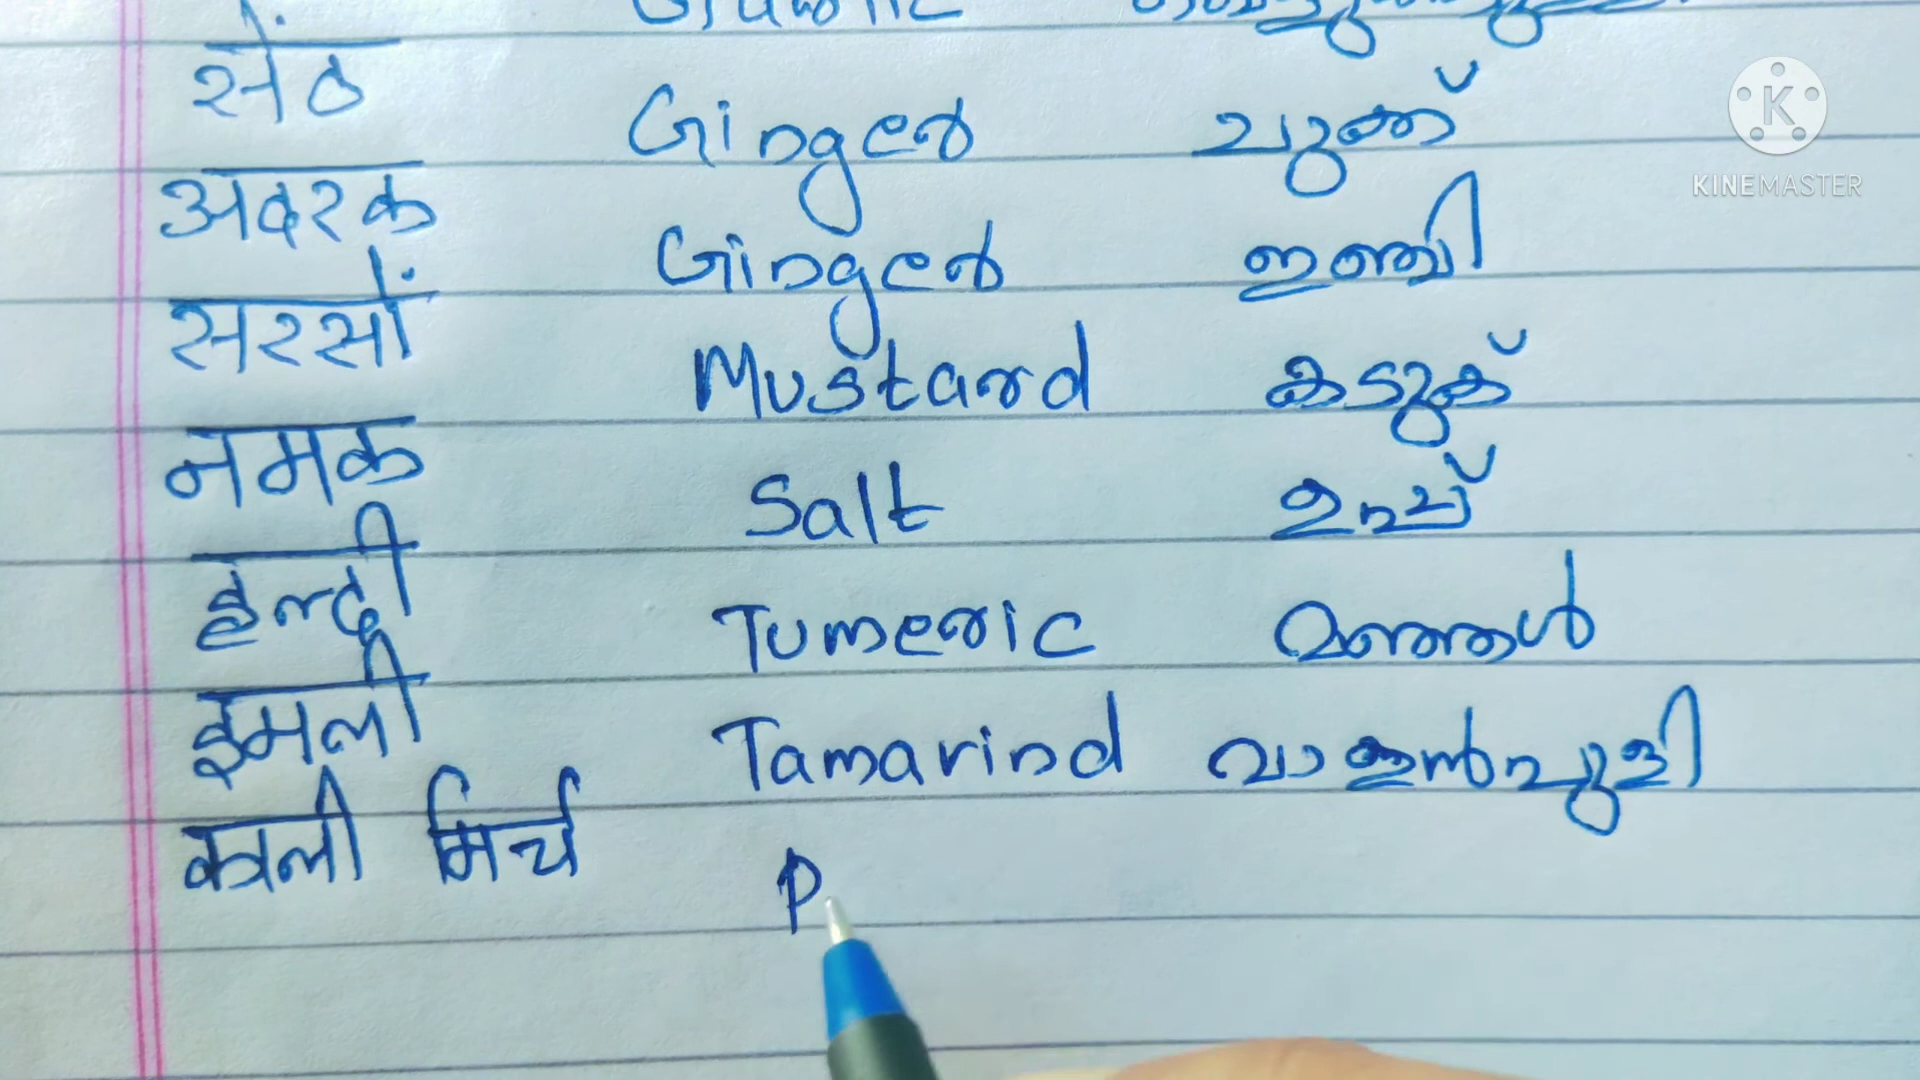 सेंठ Ginger ചുക്ക്
अदरक Ginger ഇഞ്ചി
सरसों Mustard കടുക്
नमक Salt ഉപ്പ്
हल्दी Tumeric മഞ്ഞൾ
इमली Tamarind വാളൻപുളി
काली मिर्च P
KINEMASTER